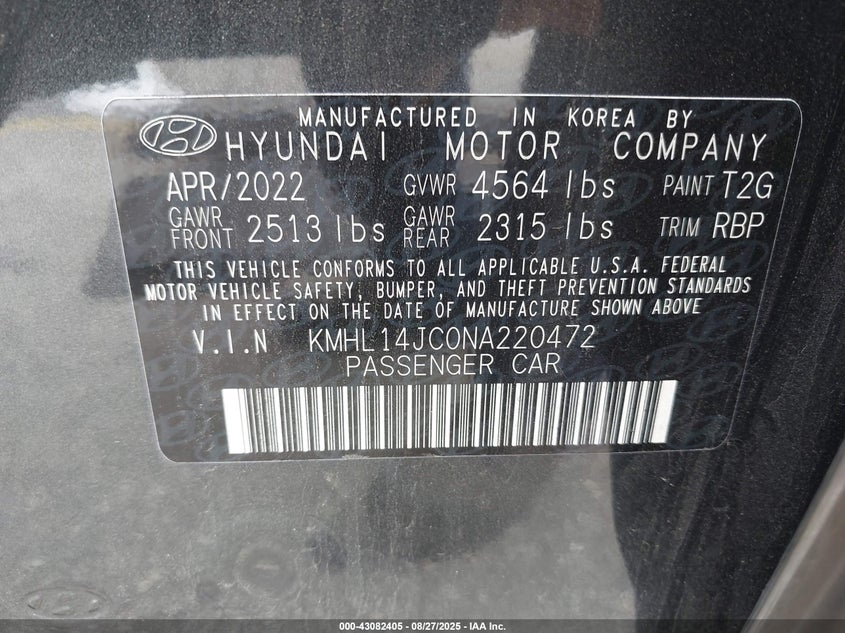 MANUFACTURED IN KOREA BY
HYUNDAI MOTOR COMPANY
APR/2022 GVWR 4564 lbs PAINT T2G
GAWR FRONT 2513 lbs GAWR REAR 2315 lbs TRIM RBP
THIS VEHICLE CONFORMS TO ALL APPLICABLE U.S.A. FEDERAL
MOTOR VEHICLE SAFETY, BUMPER, AND THEFT PREVENTION STANDARDS
IN EFFECT ON THE DATE OF MANUFACTURE SHOWN ABOVE
V.I.N KMHL14JC0NA220472
PASSENGER CAR
000-43082405 - 08/27/2025 - IAA Inc.